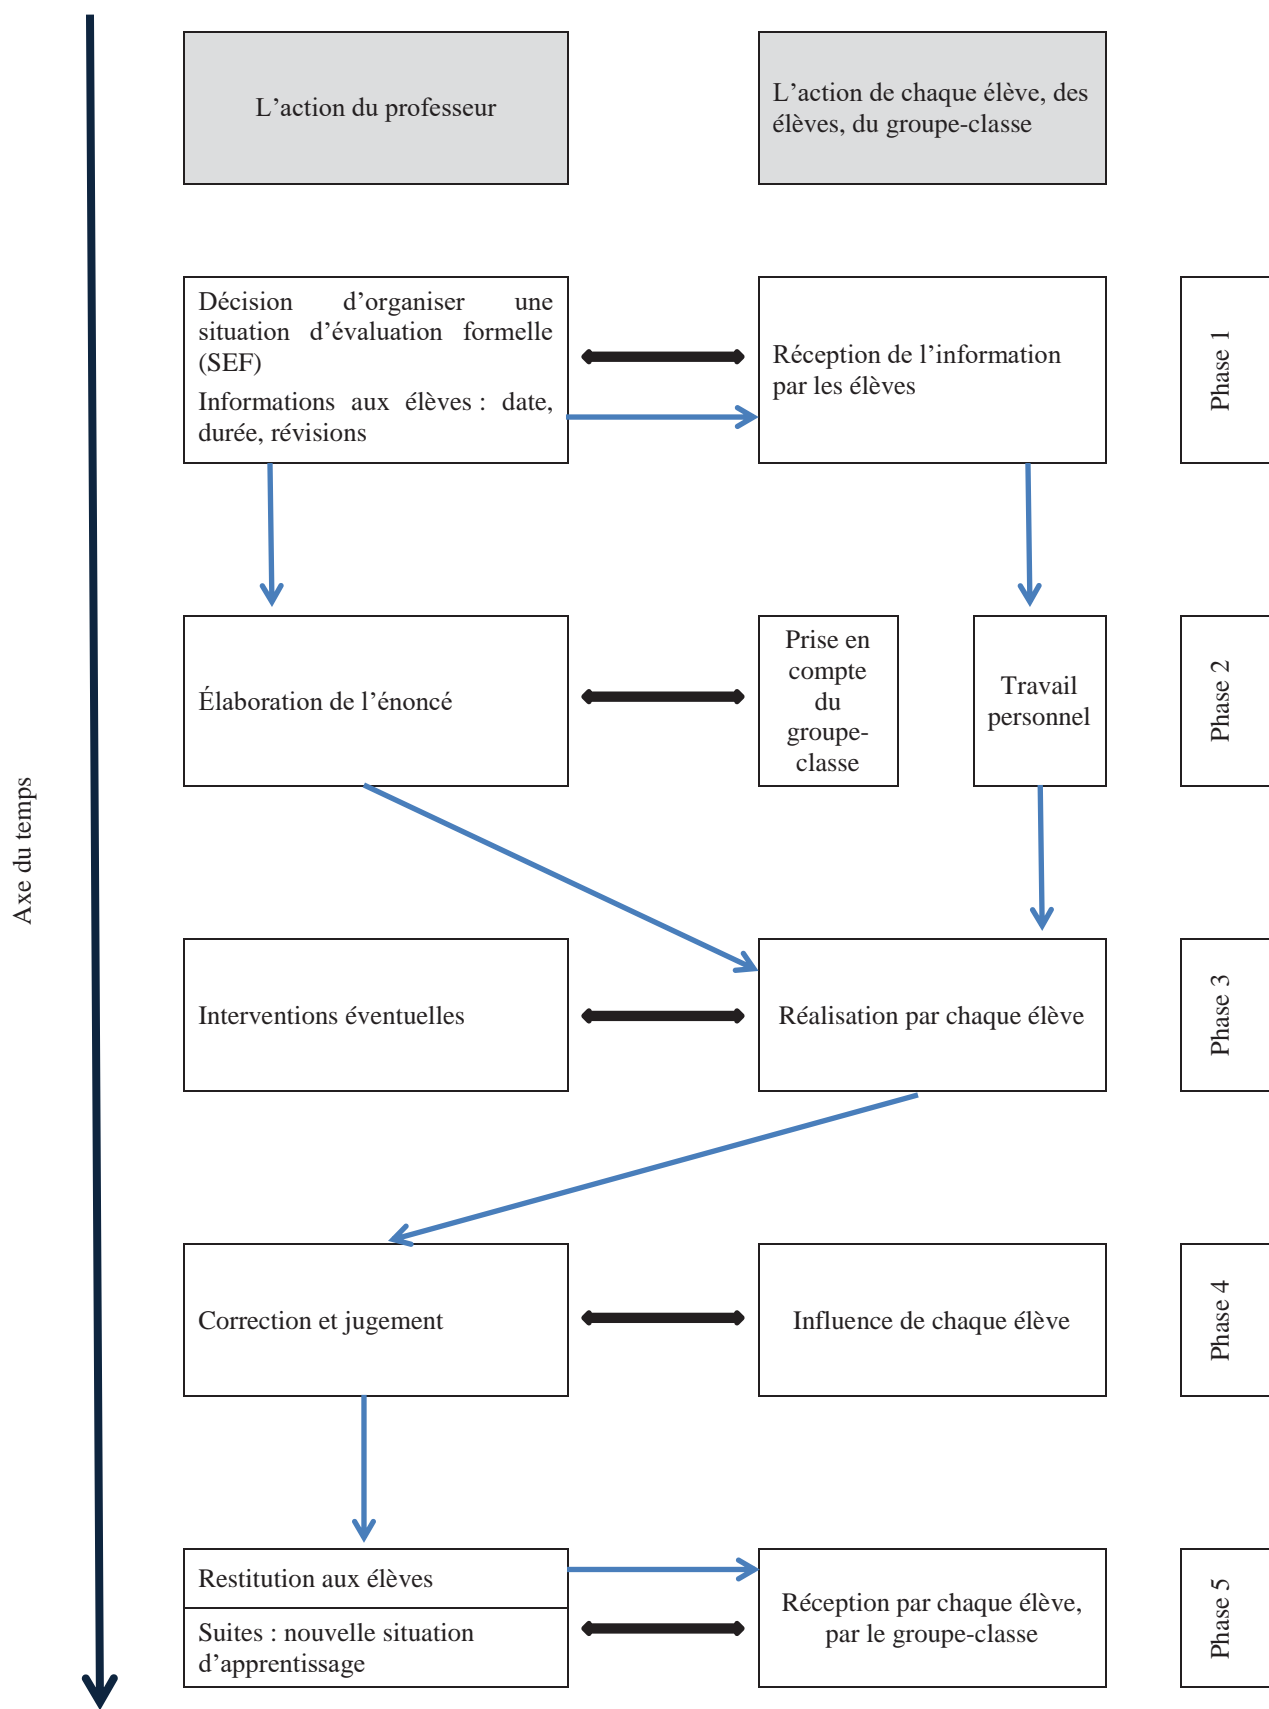 L’action du professeur
L’action de chaque élève, des
élèves, du groupe-classe
Décision d’organiser une
situation d’évaluation formelle
(SEF)
Informations aux élèves : date,
durée, révisions
Réception de l’information
par les élèves
Phase 1
Élaboration de l’énoncé
Prise en
compte
du
groupe-
classe
Travail
personnel
Phase 2
Axe du temps
Interventions éventuelles
Réalisation par chaque élève
Phase 3
Correction et jugement
Influence de chaque élève
Phase 4
Restitution aux élèves
Suites : nouvelle situation
d’apprentissage
Réception par chaque élève,
par le groupe-classe
Phase 5